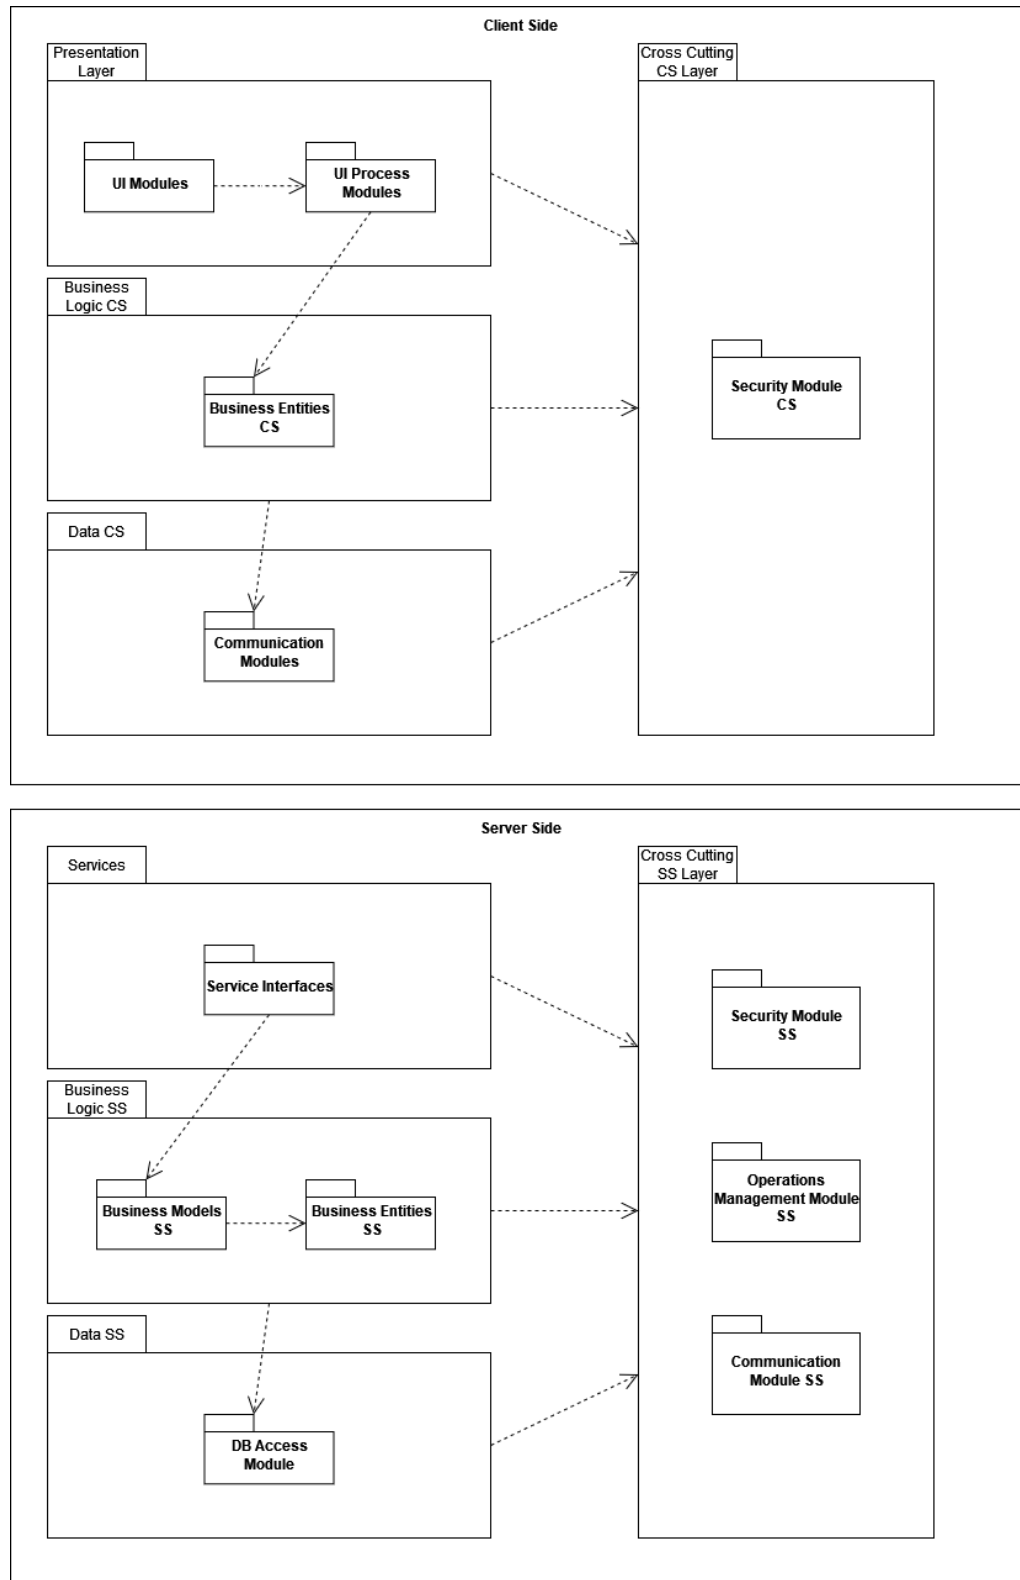 Client Side
Presentation
Layer
Cross Cutting
CS Layer
UI Modules
UI Process
Modules
Business
Logic CS
Business Entities
CS
Security Module
CS
Data CS
Communication
Modules
Server Side
Services
Cross Cutting
SS Layer
Service Interfaces
Security Module
SS
Business
Logic SS
Business Models
SS
Business Entities
SS
Operations
Management Module
SS
Data SS
Communication
Module SS
DB Access
Module